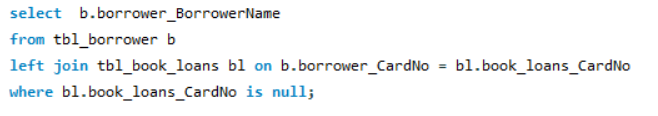 select  b.borrower_BorrowerName
from tbl_borrower b
left join tbl_book_loans bl on b.borrower_CardNo = bl.book_loans_CardNo
where bl.book_loans_CardNo is null;